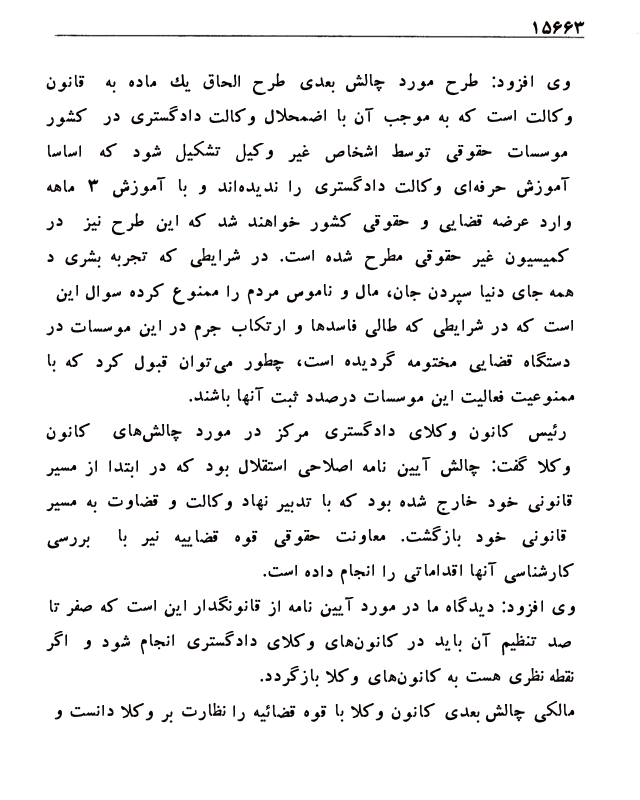 ۱۵۶۶۳
وی افزود: طرح مورد چالش بعدی طرح الحاق یك ماده به قانون
وکالت است که به موجب آن با اضمحلال وکالت دادگستری در کشور
موسسات حقوقی توسط اشخاص غیر وکیل تشکیل شود که اساسا
آموزش حرفه‌ای وکالت دادگستری را ندیده‌اند و با آموزش ۳ ماهه
وارد عرضه قضایی و حقوقی کشور خواهند شد که این طرح نیز در
کمیسیون غیر حقوقی مطرح شده است. در شرایطی که تجربه بشری د
همه جای دنیا سپردن جان، مال و ناموس مردم را ممنوع کرده سوال این
است که در شرایطی که طالی فاسدها و ارتکاب جرم در این موسسات در
دستگاه قضایی مختومه گردیده است، چطور می‌توان قبول کرد که با
ممنوعیت فعالیت این موسسات درصدد ثبت آنها باشند.
رئیس کانون وکلای دادگستری مرکز در مورد چالش‌های کانون
وکلا گفت: چالش آیین نامه اصلاحی استقلال بود که در ابتدا از مسیر
قانونی خود خارج شده بود که با تدبیر نهاد وکالت و قضاوت به مسیر
قانونی خود بازگشت. معاونت حقوقی قوه قضاییه نیر با بررسی
کارشناسی آنها اقداماتی را انجام داده است.
وی افزود: دیدگاه ما در مورد آیین نامه از قانونگدار این است که صفر تا
صد تنظیم آن باید در کانون‌های وکلای دادگستری انجام شود و اگر
نقطه نظری هست به کانون‌های وکلا بازگردد.
مالکی چالش بعدی کانون وکلا با قوه قضائیه را نظارت بر وکلا دانست و